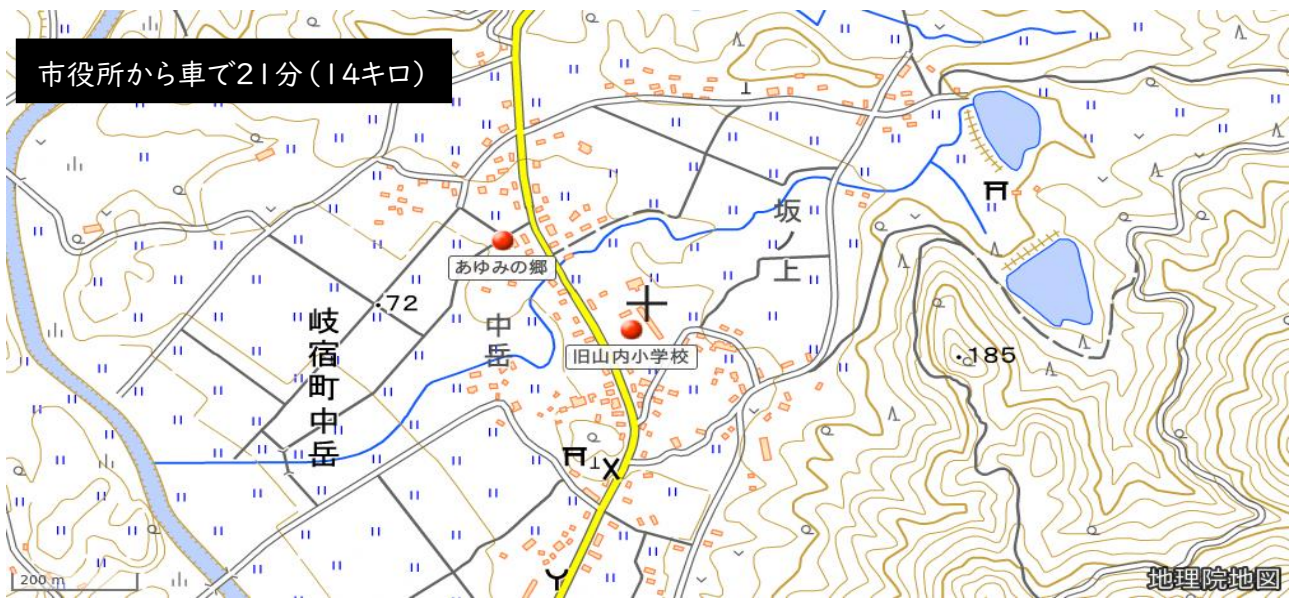 市役所から車で21分(14キロ)
坂ノ上
あゆみの郷
72
岐宿町中岳
中岳
旧山内小学校
185
200 m
地理院地図